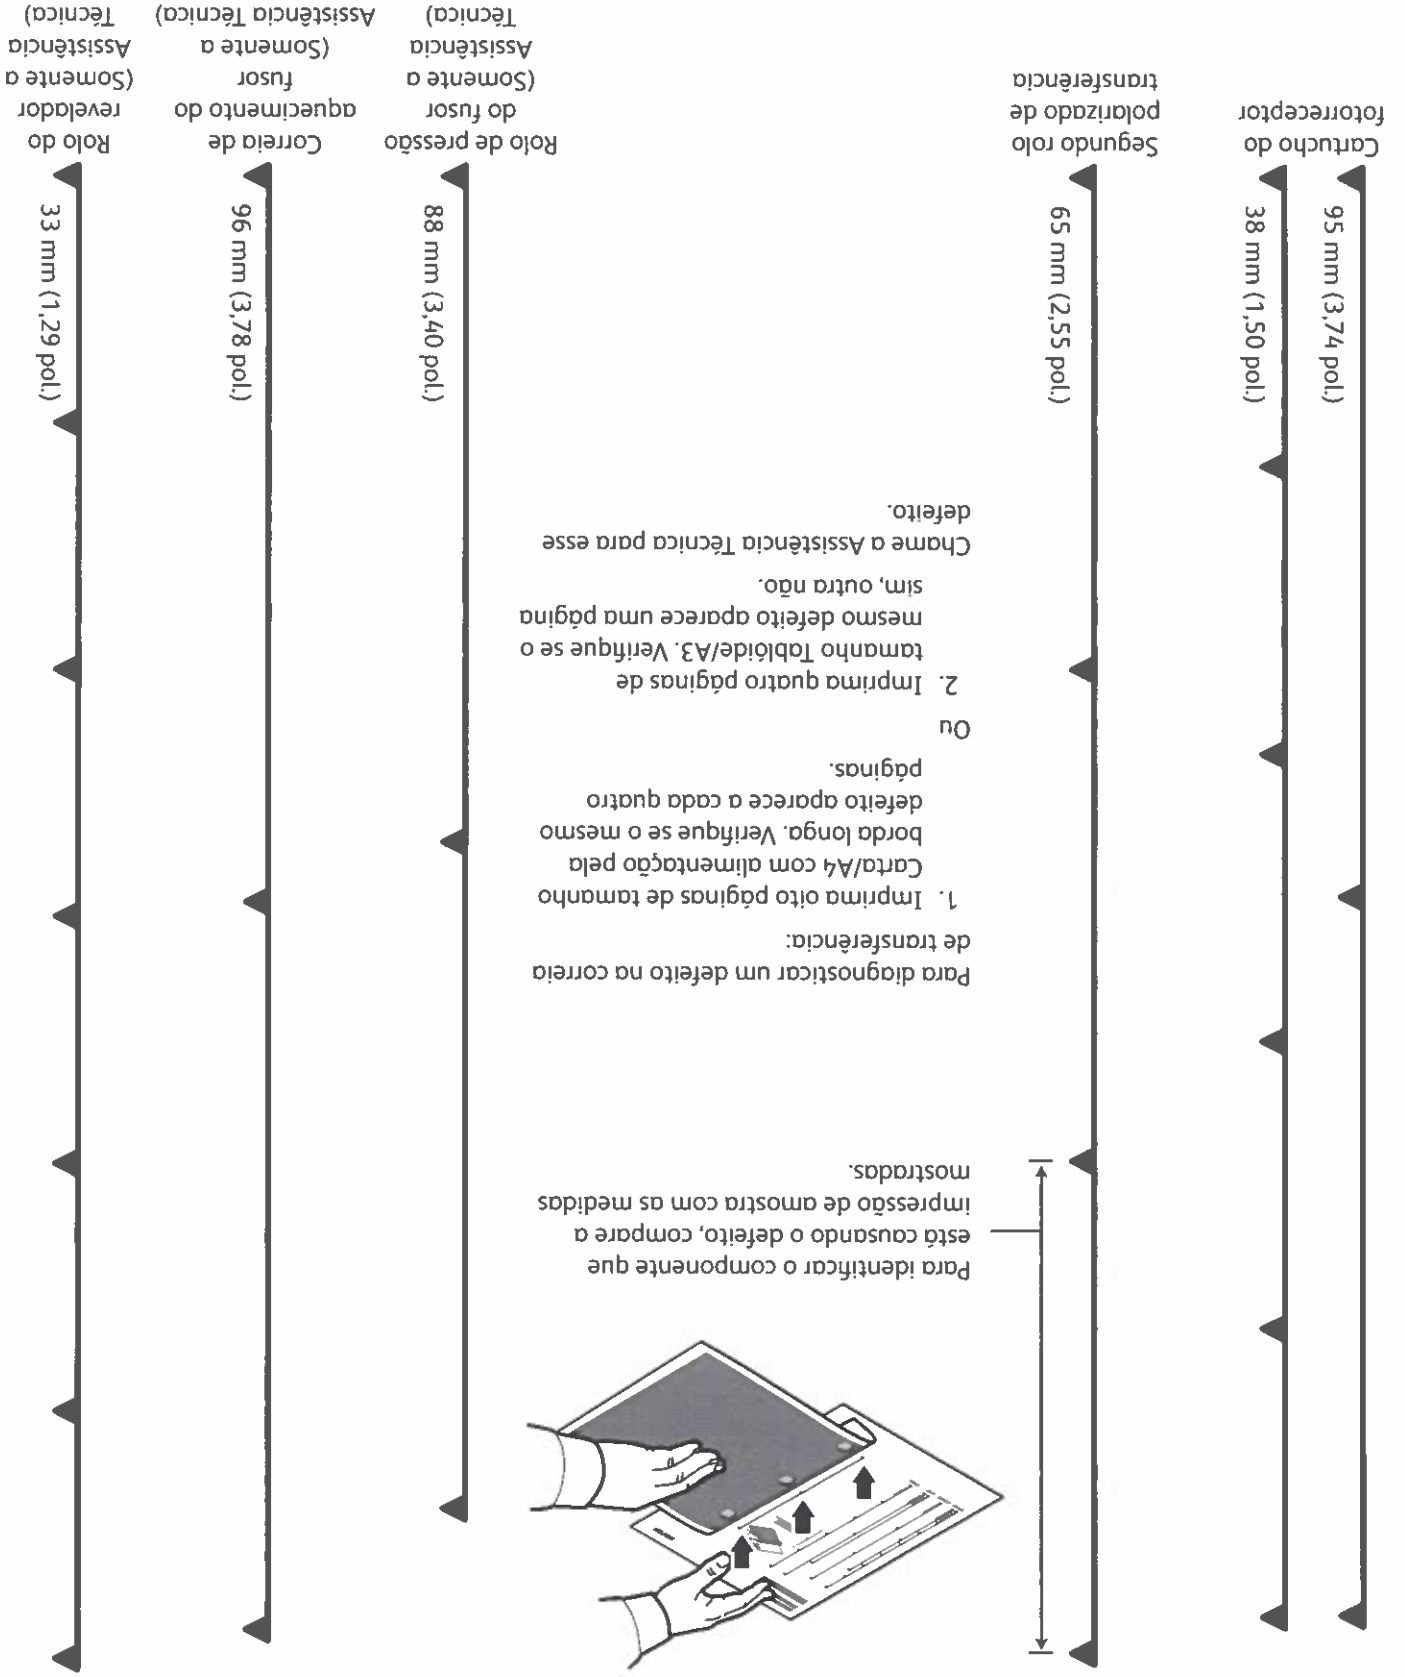 Para identificar o componente que
está causando o defeito, compare a
impressão de amostra com as medidas
mostradas.
Para diagnosticar um defeito na correia
de transferência:
1. Imprima oito páginas de tamanho
Carta/A4 com alimentação pela
borda longa. Verifique se o mesmo
defeito aparece a cada quatro
páginas.
Ou
2. Imprima quatro páginas de
tamanho Tablóide/A3. Verifique se o
mesmo defeito aparece uma página
sim, outra não.
Chame a Assistência Técnica para esse
defeito.
95 mm (3,74 pol.)
38 mm (1,50 pol.)
Cartucho do
fotorreceptor
65 mm (2,55 pol.)
Segundo rolo
polarizado de
transferência
88 mm (3,40 pol.)
Rolo de pressão
do fusor
(Somente a
Assistência
Técnica)
96 mm (3,78 pol.)
Correia de
aquecimento do
fusor
(Somente a
Assistência Técnica)
33 mm (1,29 pol.)
Rolo do
revelador
(Somente a
Assistência
Técnica)